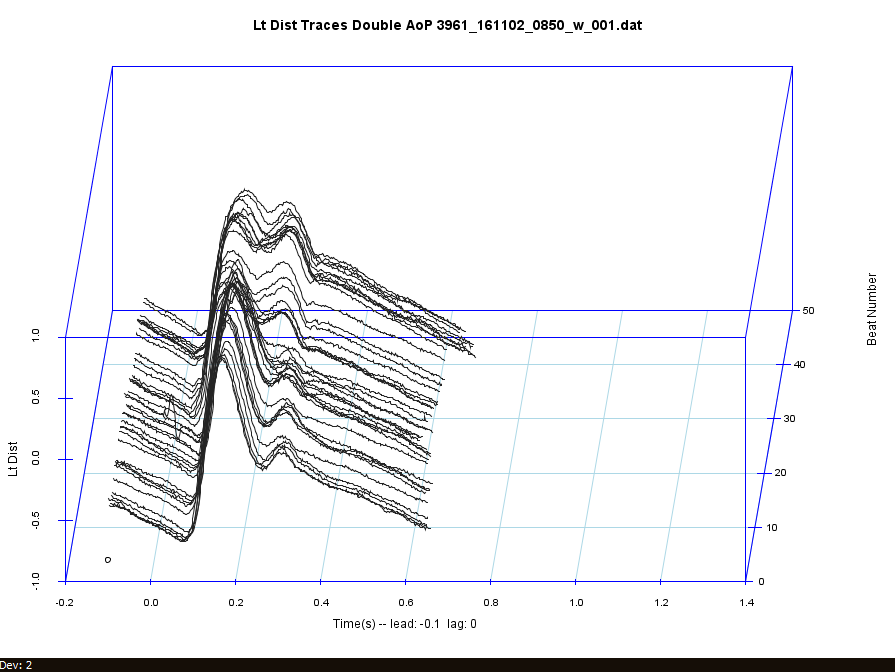 Lt Dist Traces Double AoP 3961_161102_0850_w_001.dat
Beat Number
50
40
30
20
10
0
Lt Dist
1.0
0.5
0.0
-0.5
-1.0
-0.2 0.0 0.2 0.4 0.6 0.8 1.0 1.2 1.4
Time(s) -- lead: -0.1 lag: 0
Dev: 2